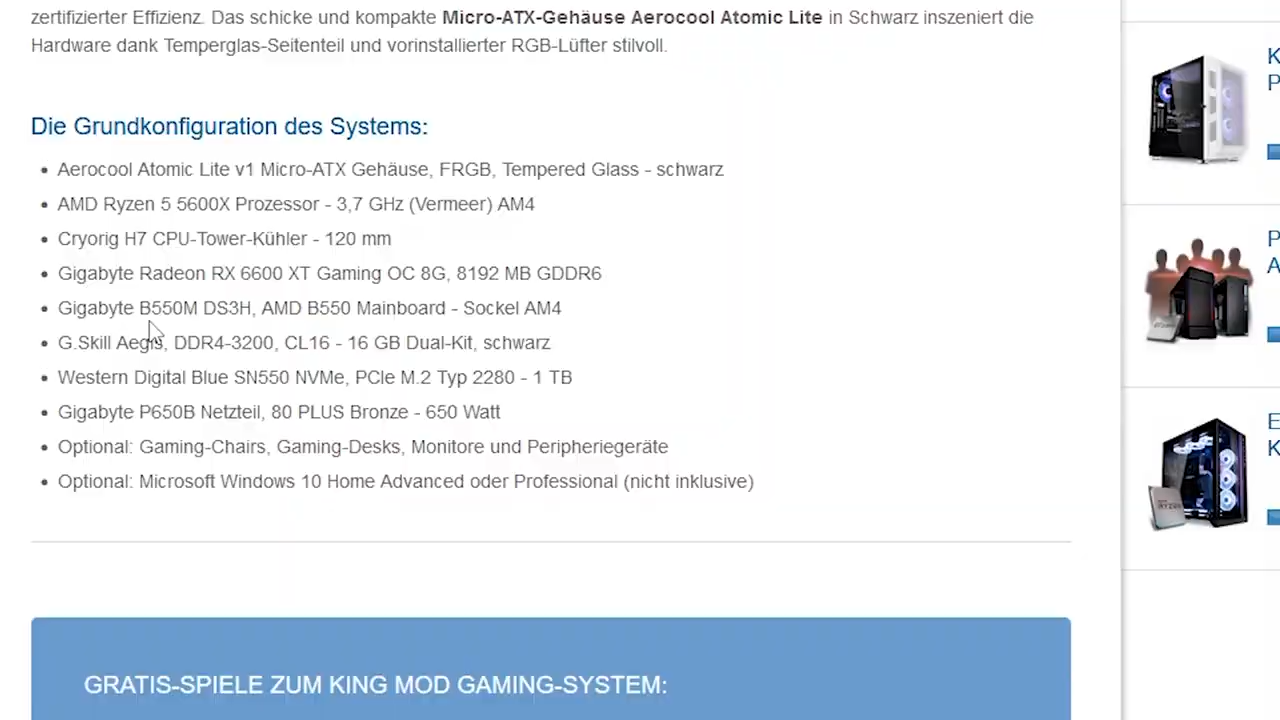 zertifizierter Effizienz. Das schicke und kompakte Micro-ATX-Gehäuse Aerocool Atomic Lite in Schwarz inszeniert die
Hardware dank Temperglas-Seitenteil und vorinstallierter RGB-Lüfter stilvoll.
Die Grundkonfiguration des Systems:
• Aerocool Atomic Lite v1 Micro-ATX Gehäuse, FRGB, Tempered Glass - schwarz
• AMD Ryzen 5 5600X Prozessor - 3,7 GHz (Vermeer) AM4
• Cryorig H7 CPU-Tower-Kühler - 120 mm
• Gigabyte Radeon RX 6600 XT Gaming OC 8G, 8192 MB GDDR6
• Gigabyte B550M DS3H, AMD B550 Mainboard - Sockel AM4
• G.Skill Aegis, DDR4-3200, CL16 - 16 GB Dual-Kit, schwarz
• Western Digital Blue SN550 NVMe, PCIe M.2 Typ 2280 - 1 TB
• Gigabyte P650B Netzteil, 80 PLUS Bronze - 650 Watt
• Optional: Gaming-Chairs, Gaming-Desks, Monitore und Peripheriegeräte
• Optional: Microsoft Windows 10 Home Advanced oder Professional (nicht inklusive)
GRATIS-SPIELE ZUM KING MOD GAMING-SYSTEM:
K
P
P
A
E
K